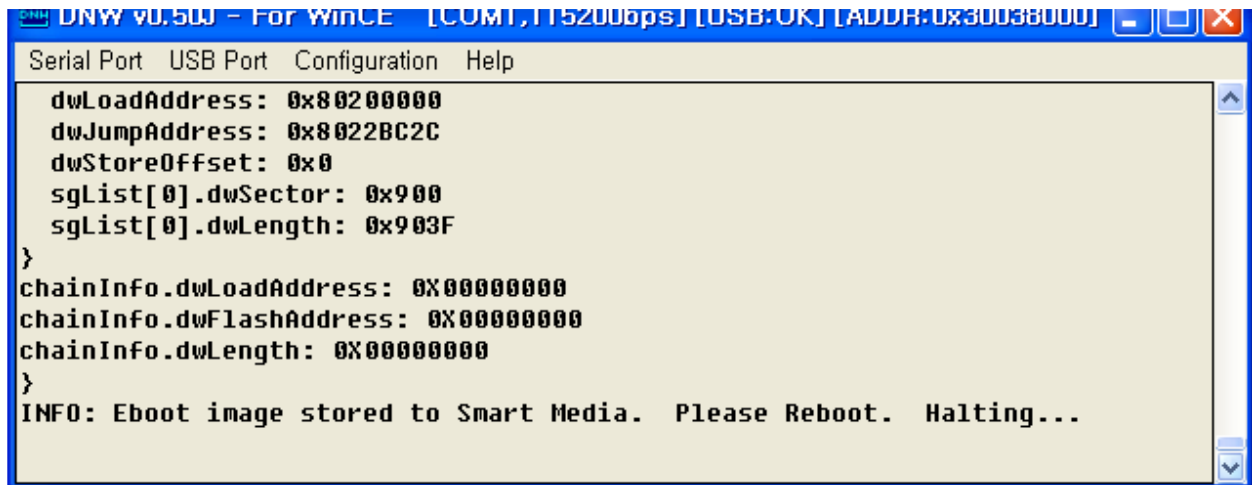 DNW v0.50J - For WinCE [COM1,115200bps][USB:OK][ADDR:0x30038000]
Serial Port USB Port Configuration Help
dwLoadAddress: 0x80200000
dwJumpAddress: 0x8022BC2C
dwStoreOffset: 0x0
sgList[0].dwSector: 0x900
sgList[0].dwLength: 0x903F
}
chainInfo.dwLoadAddress: 0X00000000
chainInfo.dwFlashAddress: 0X00000000
chainInfo.dwLength: 0X00000000
}
INFO: Eboot image stored to Smart Media.  Please Reboot.  Halting...